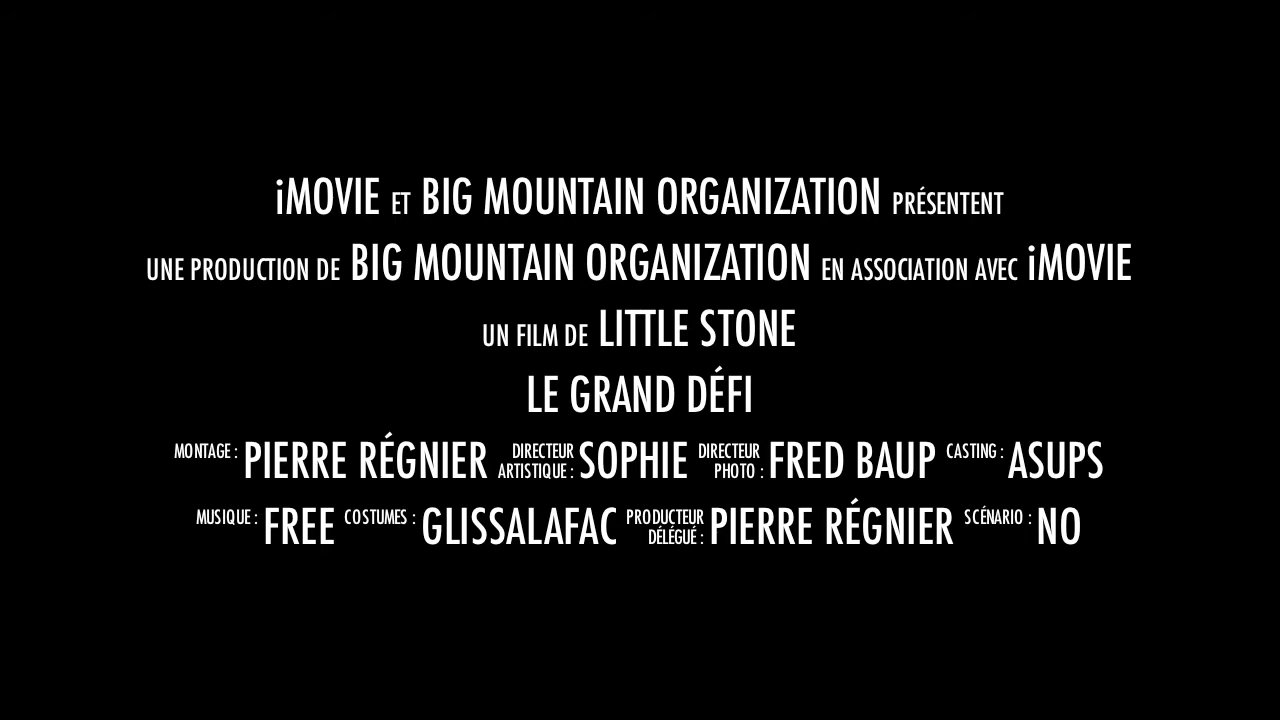 iMOVIE ET BIG MOUNTAIN ORGANIZATION PRÉSENTENT
UNE PRODUCTION DE BIG MOUNTAIN ORGANIZATION EN ASSOCIATION AVEC iMOVIE
UN FILM DE LITTLE STONE
LE GRAND DÉFI
MONTAGE : PIERRE RÉGNIER DIRECTEUR ARTISTIQUE : SOPHIE DIRECTEUR PHOTO : FRED BAUP CASTING : ASUPS
MUSIQUE : FREE COSTUMES : GLISSALAFAC PRODUCTEUR DÉLÉGUÉ : PIERRE RÉGNIER SCÉNARIO : NO